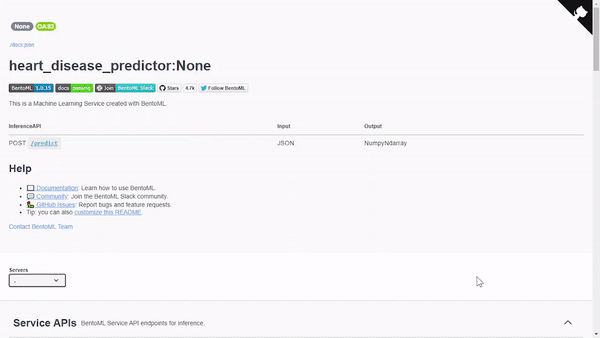 None OAS3
./docs.json
heart_disease_predictor:None
BentoML 1.0.15 docs passing Join BentoML Slack Stars 4.7k Follow BentoML
This is a Machine Learning Service created with BentoML.
InferenceAPI Input Output
POST /predict JSON NumpyNdarray
Help
Documentation: Learn how to use BentoML.
Community: Join the BentoML Slack community.
GitHub Issues: Report bugs and feature requests.
Tip: you can also customize this README.
Contact BentoML Team
Servers
.
Service APIs BentoML Service API endpoints for inference.